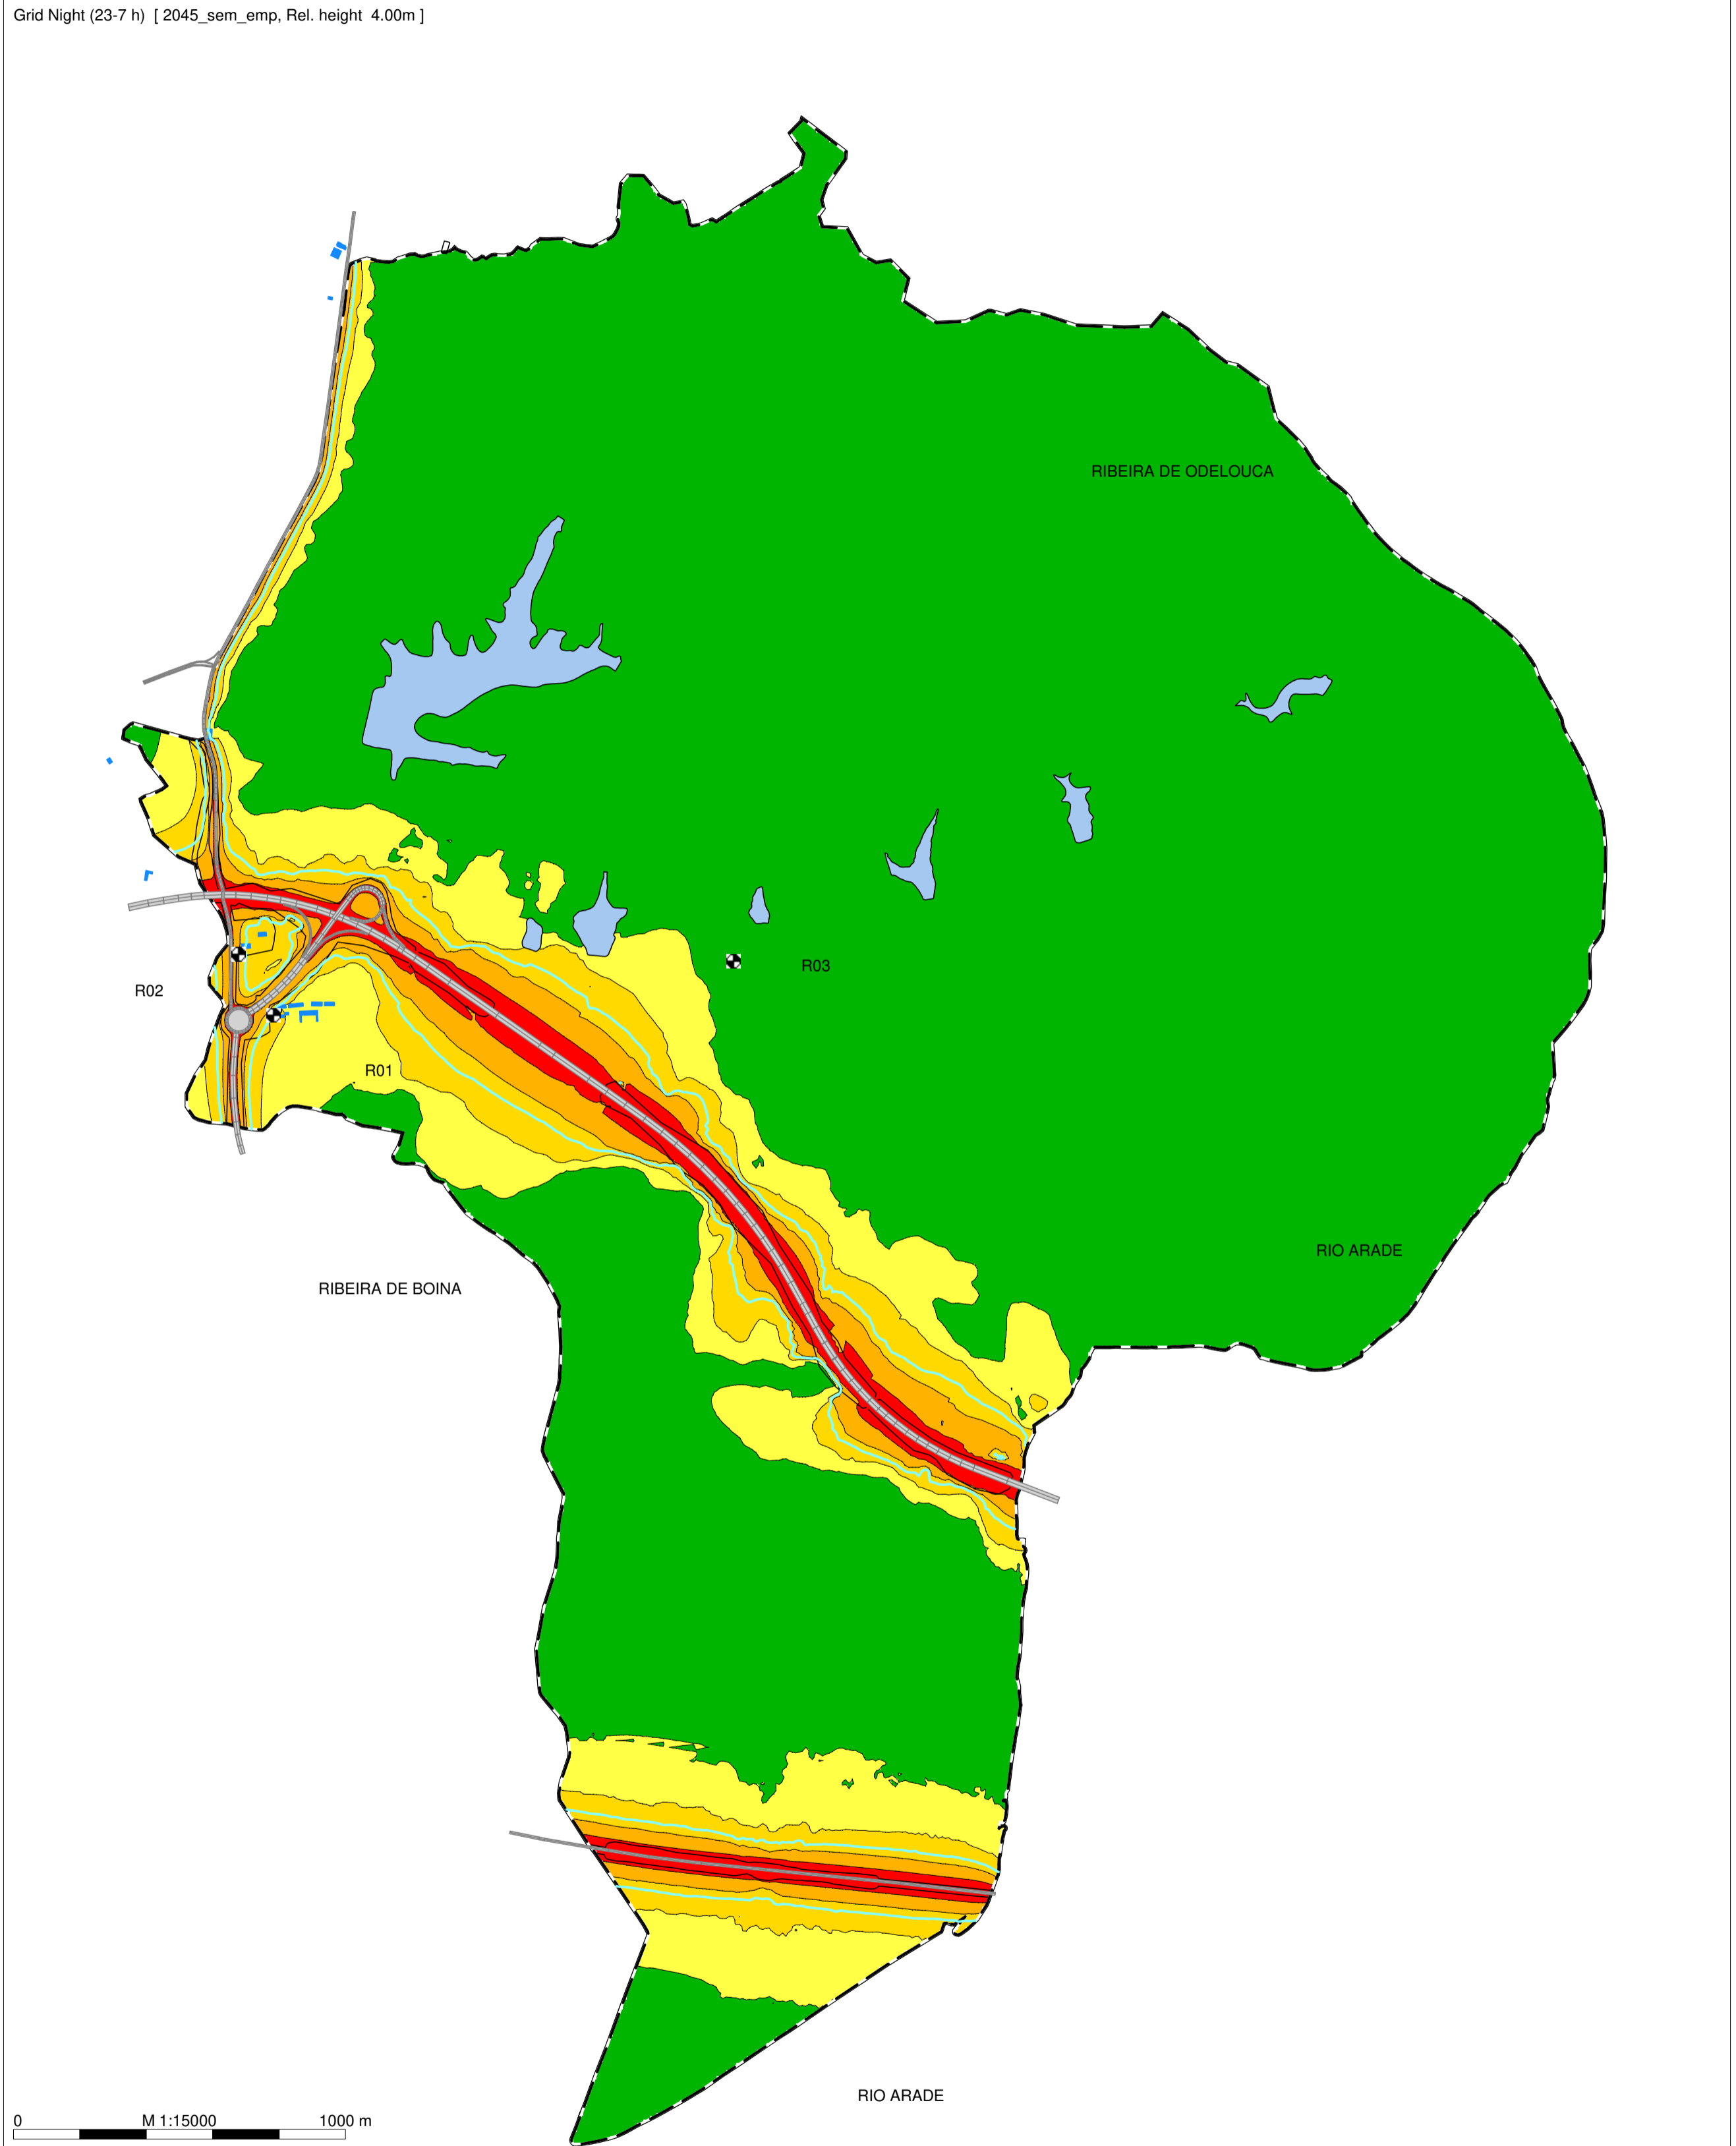 Grid Night (23-7 h) [ 2045_sem_emp, Rel. height 4.00m ]
RIBEIRA DE ODELOUCA
R03
R02
R01
RIO ARADE
RIBEIRA DE BOINA
RIO ARADE
0 M 1:15000 1000 m